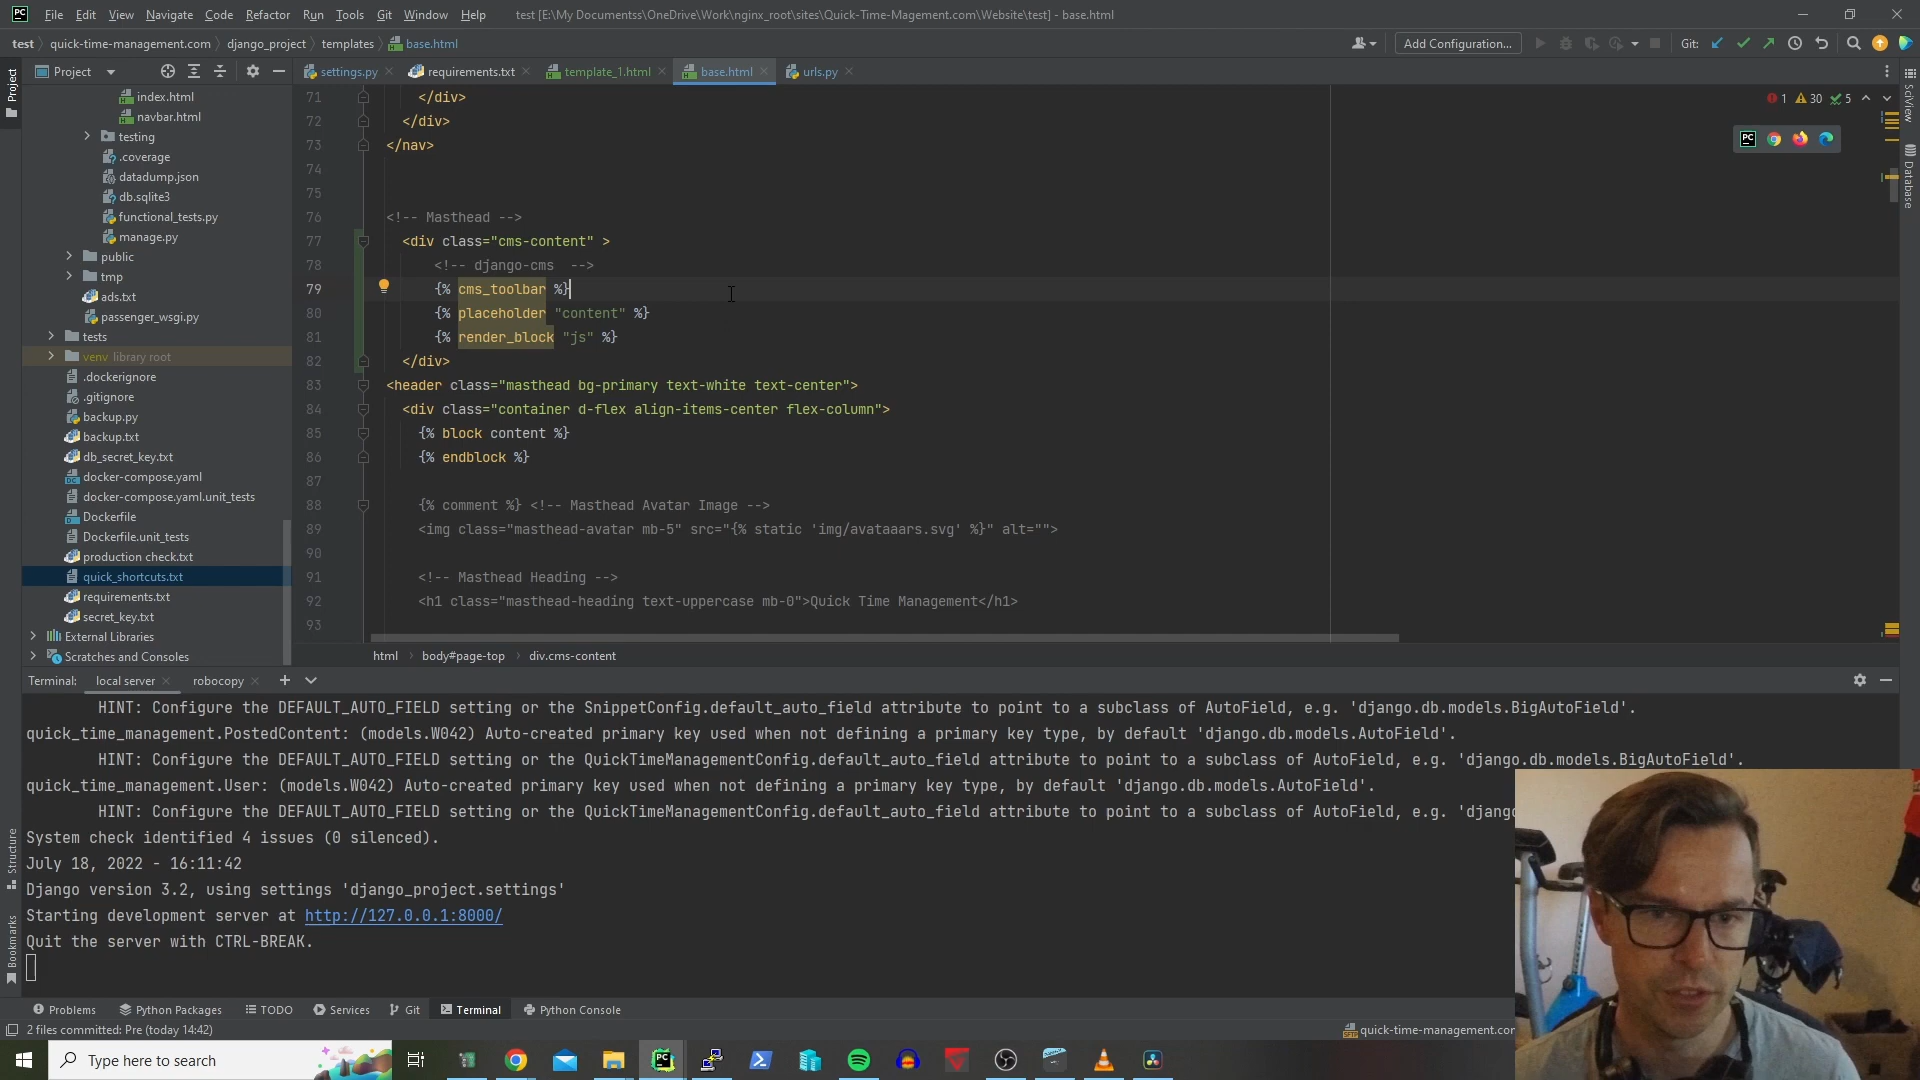 File Edit View Navigate Code Refactor Run Tools Git Window Help test [E:\My Documentss\OneDrive\Work\nginx_root\sites\Quick-Time-Magement.com\Website\test] - base.html
test quick-time-management.com django_project templates base.html
Add Configuration...
Git:
Project
settings.py requirements.txt template_1.html base.html urls.py
1 30 5
index.html
navbar.html
testing
.coverage
datadump.json
db.sqlite3
functional_tests.py
manage.py
public
tmp
ads.txt
passenger_wsgi.py
tests
venv library root
.dockerignore
.gitignore
backup.py
backup.txt
db_secret_key.txt
docker-compose.yaml
docker-compose.yaml.unit_tests
Dockerfile
Dockerfile.unit_tests
production check.txt
quick_shortcuts.txt
requirements.txt
secret_key.txt
External Libraries
Scratches and Consoles
71 </div>
72 </div>
73 </nav>
74
75
76 <!-- Masthead -->
77 <div class="cms-content" >
78 <!-- django-cms  -->
79 {% cms_toolbar %}
80 {% placeholder "content" %}
81 {% render_block "js" %}
82 </div>
83 <header class="masthead bg-primary text-white text-center">
84 <div class="container d-flex align-items-center flex-column">
85 {% block content %}
86 {% endblock %}
87
88 {% comment %} <!-- Masthead Avatar Image -->
89 <img class="masthead-avatar mb-5" src="{% static 'img/avataaars.svg' %}" alt="">
90
91 <!-- Masthead Heading -->
92 <h1 class="masthead-heading text-uppercase mb-0">Quick Time Management</h1>
93
html body#page-top div.cms-content
Project
SciView
Database
Structure
Bookmarks
Terminal: local server robocopy
HINT: Configure the DEFAULT_AUTO_FIELD setting or the SnippetConfig.default_auto_field attribute to point to a subclass of AutoField, e.g. 'django.db.models.BigAutoField'.
quick_time_management.PostedContent: (models.W042) Auto-created primary key used when not defining a primary key type, by default 'django.db.models.AutoField'.
HINT: Configure the DEFAULT_AUTO_FIELD setting or the QuickTimeManagementConfig.default_auto_field attribute to point to a subclass of AutoField, e.g. 'django.db.models.BigAutoField'.
quick_time_management.User: (models.W042) Auto-created primary key used when not defining a primary key type, by default 'django.db.models.AutoField'.
HINT: Configure the DEFAULT_AUTO_FIELD setting or the QuickTimeManagementConfig.default_auto_field attribute to point to a subclass of AutoField, e.g. 'django
System check identified 4 issues (0 silenced).
July 18, 2022 - 16:11:42
Django version 3.2, using settings 'django_project.settings'
Starting development server at http://127.0.0.1:8000/
Quit the server with CTRL-BREAK.
Problems Python Packages TODO Services Git Terminal Python Console
2 files committed: Pre (today 14:42)
quick-time-management.com
Type here to search